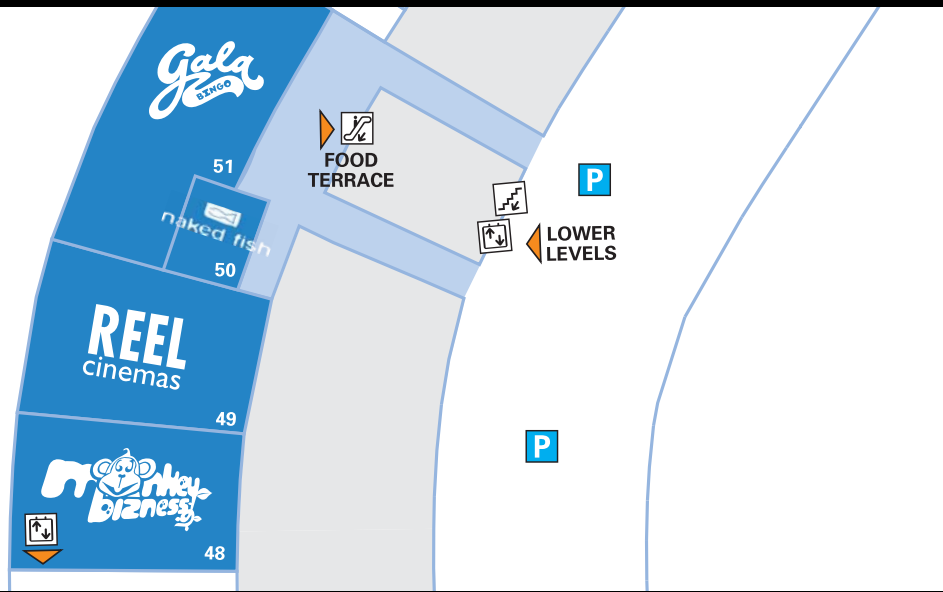 Gala
BINGO
51
FOOD
TERRACE
P
naked fish
50
LOWER
LEVELS
REEL
cinemas
49
P
monkey
bizness
48